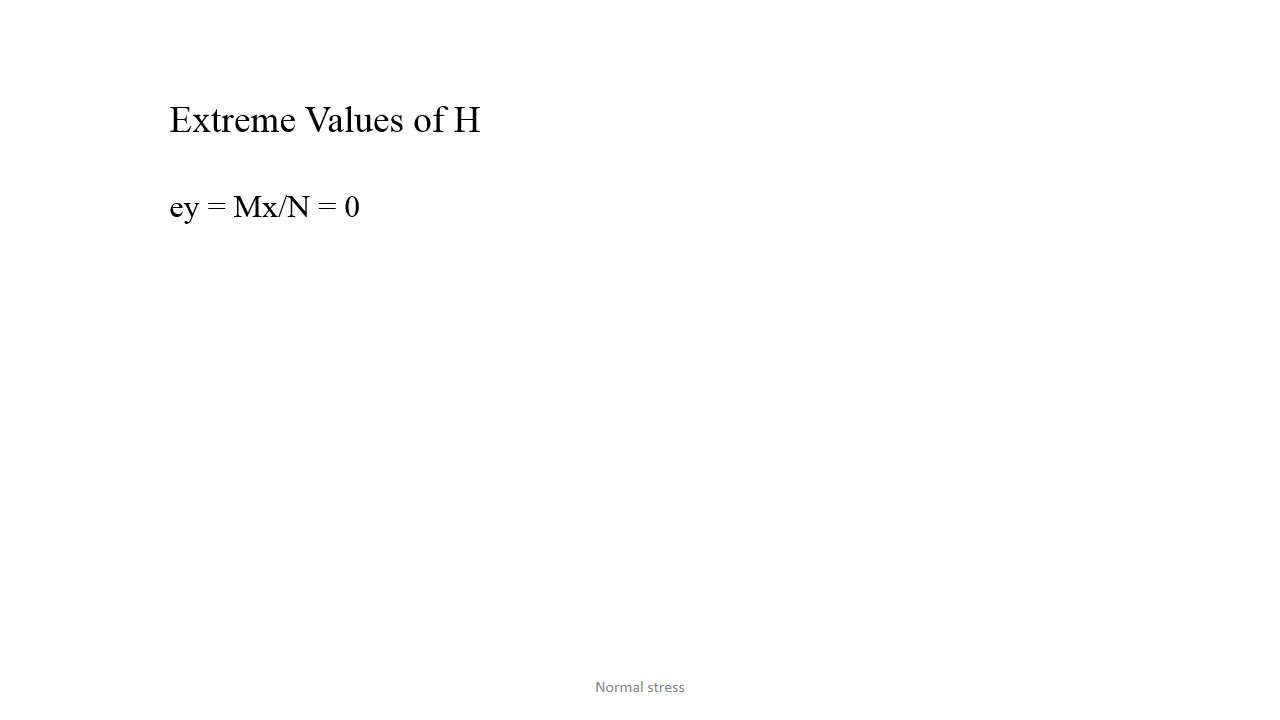 Extreme Values of H
ey = Mx/N = 0
Normal stress